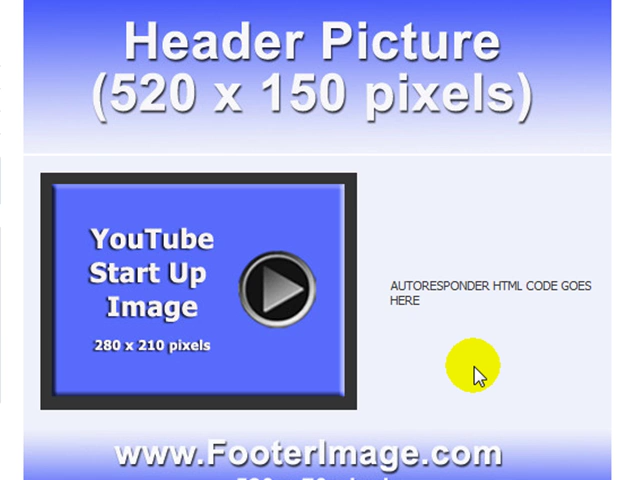 Header Picture
(520 x 150 pixels)
YouTube
Start Up
Image
280 x 210 pixels
AUTORESPONDER HTML CODE GOES
HERE
www.FooterImage.com